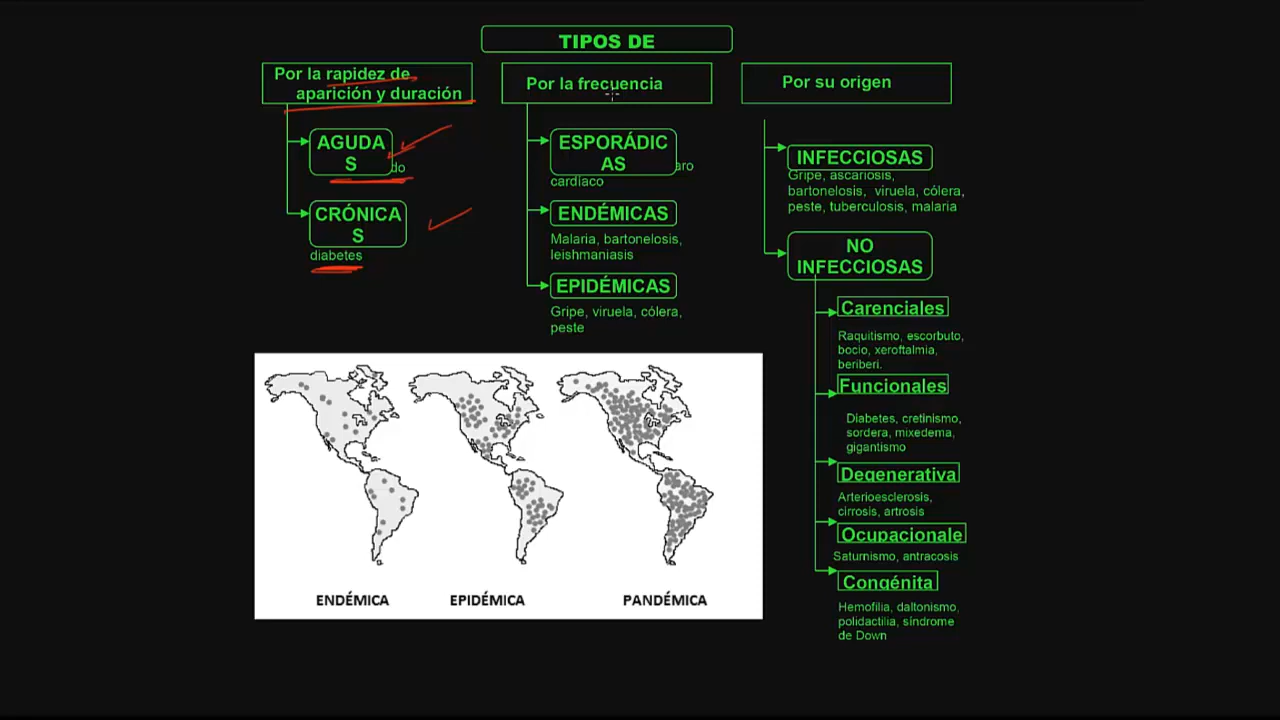 TIPOS DE
Por la rapidez de
aparición y duración
AGUDA
S
do
CRÓNICA
S
diabetes
Por la frecuencia
ESPORÁDIC
AS
aro
cardíaco
ENDÉMICAS
Malaria, bartonelosis,
leishmaniasis
EPIDÉMICAS
Gripe, viruela, cólera,
peste
Por su origen
INFECCIOSAS
Gripe, ascariosis,
bartonelosis, viruela, cólera,
peste, tuberculosis, malaria
NO
INFECCIOSAS
Carenciales
Raquitismo, escorbuto,
bocio, xeroftalmia,
beriberi.
Funcionales
Diabetes, cretinismo,
sordera, mixedema,
gigantismo
Degenerativa
Arterioesclerosis,
cirrosis, artrosis
Ocupacionale
Saturnismo, antracosis
Congénita
Hemofilia, daltonismo,
polidactilia, síndrome
de Down
ENDÉMICA
EPIDÉMICA
PANDÉMICA